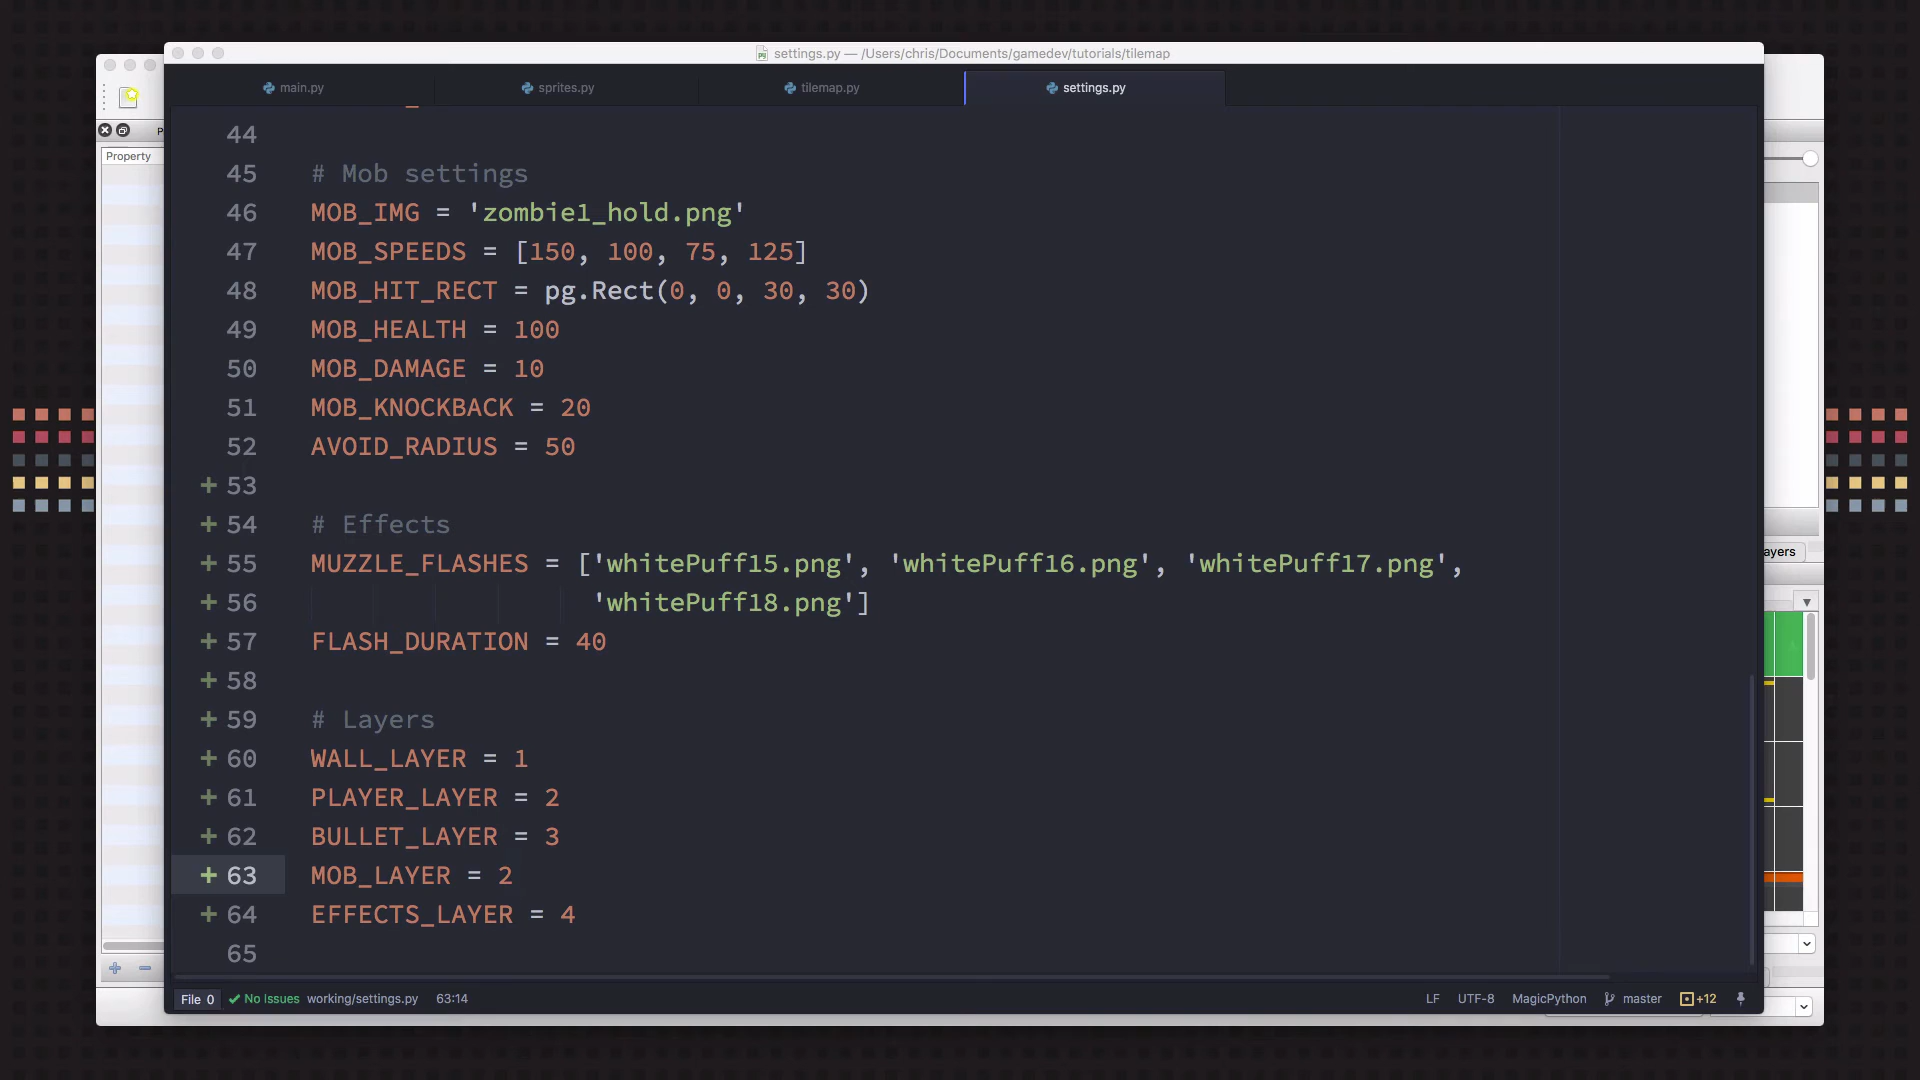 settings.py — /Users/chris/Documents/gamedev/tutorials/tilemap
main.py
sprites.py
tilemap.py
settings.py
P
Property
44
45 # Mob settings
46 MOB_IMG = 'zombie1_hold.png'
47 MOB_SPEEDS = [150, 100, 75, 125]
48 MOB_HIT_RECT = pg.Rect(0, 0, 30, 30)
49 MOB_HEALTH = 100
50 MOB_DAMAGE = 10
51 MOB_KNOCKBACK = 20
52 AVOID_RADIUS = 50
+ 53
+ 54 # Effects
+ 55 MUZZLE_FLASHES = ['whitePuff15.png', 'whitePuff16.png', 'whitePuff17.png',
+ 56 'whitePuff18.png']
+ 57 FLASH_DURATION = 40
+ 58
+ 59 # Layers
+ 60 WALL_LAYER = 1
+ 61 PLAYER_LAYER = 2
+ 62 BULLET_LAYER = 3
+ 63 MOB_LAYER = 2
+ 64 EFFECTS_LAYER = 4
65
ayers
File 0 No Issues working/settings.py 63:14 LF UTF-8 MagicPython master +12